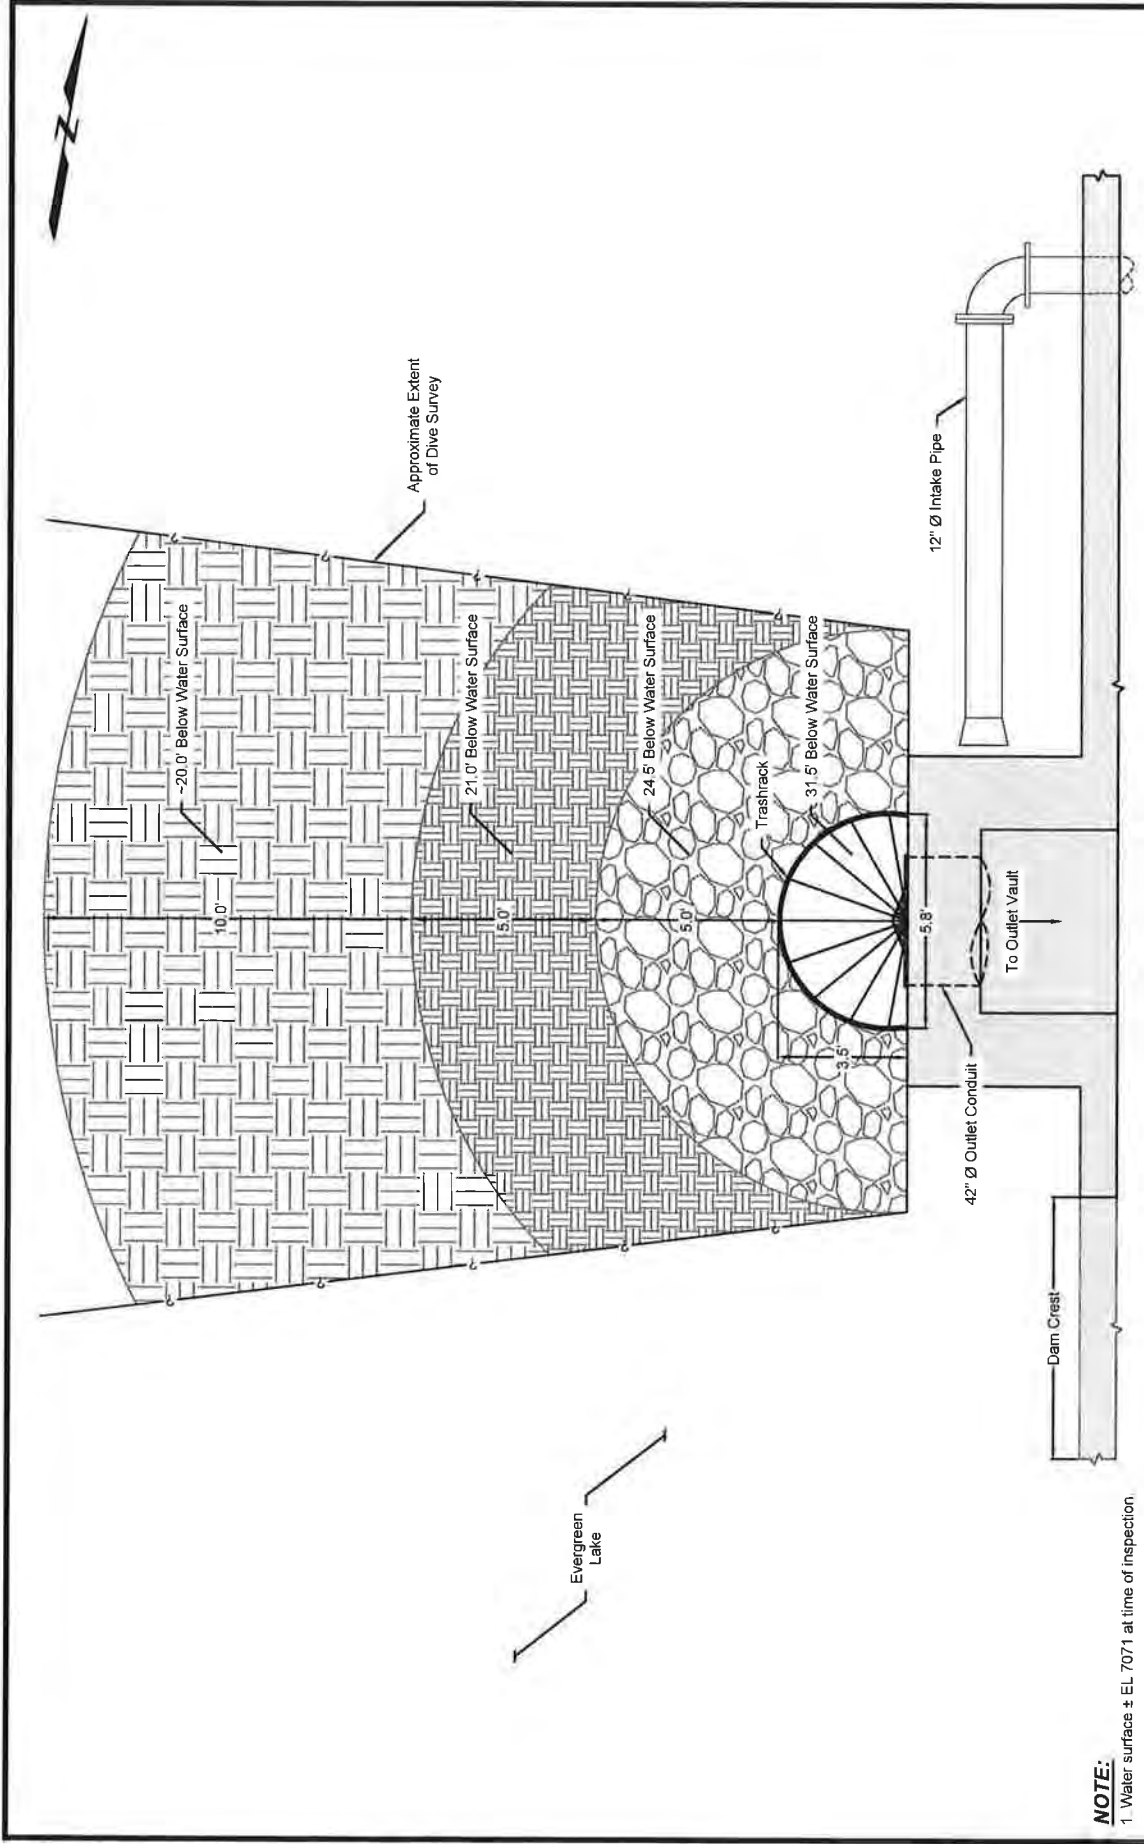 Z
Approximate Extent
of Dive Survey
~20.0' Below Water Surface
21.0' Below Water Surface
24.5' Below Water Surface
31.5' Below Water Surface
Trashrack
10.0'
5.0'
5.0'
3.5'
5.8'
12" Ø Intake Pipe
To Outlet Vault
42" Ø Outlet Conduit
Dam Crest
Evergreen
Lake
?
?
?
?
?
?
?
?
?
?
NOTE:
1. Water surface ± EL 7071 at time of inspection